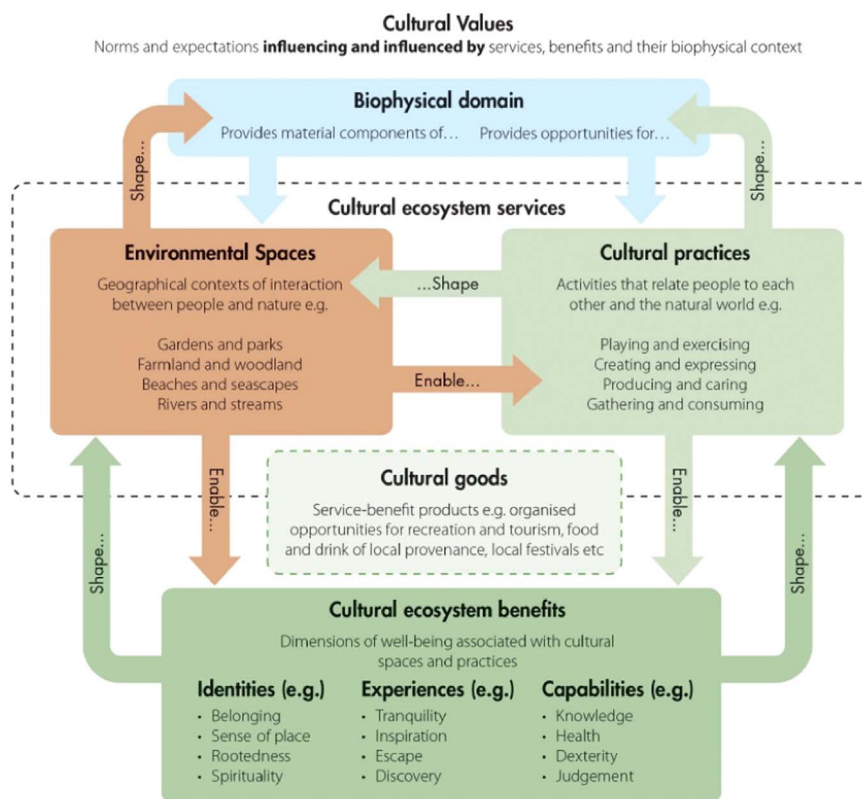 Cultural Values
Norms and expectations influencing and influenced by services, benefits and their biophysical context
Biophysical domain
Provides material components of…
Provides opportunities for…
Shape...
Shape...
Cultural ecosystem services
Environmental Spaces
Geographical contexts of interaction
between people and nature e.g.
Gardens and parks
Farmland and woodland
Beaches and seascapes
Rivers and streams
...Shape
Enable...
Cultural practices
Activities that relate people to each
other and the natural world e.g.
Playing and exercising
Creating and expressing
Producing and caring
Gathering and consuming
Shape...
Enable...
Cultural goods
Service-benefit products e.g. organised
opportunities for recreation and tourism, food
and drink of local provenance, local festivals etc
Enable...
Shape...
Cultural ecosystem benefits
Dimensions of well-being associated with cultural
spaces and practices
Identities (e.g.)
• Belonging
• Sense of place
• Rootedness
• Spirituality
Experiences (e.g.)
• Tranquility
• Inspiration
• Escape
• Discovery
Capabilities (e.g.)
• Knowledge
• Health
• Dexterity
• Judgement